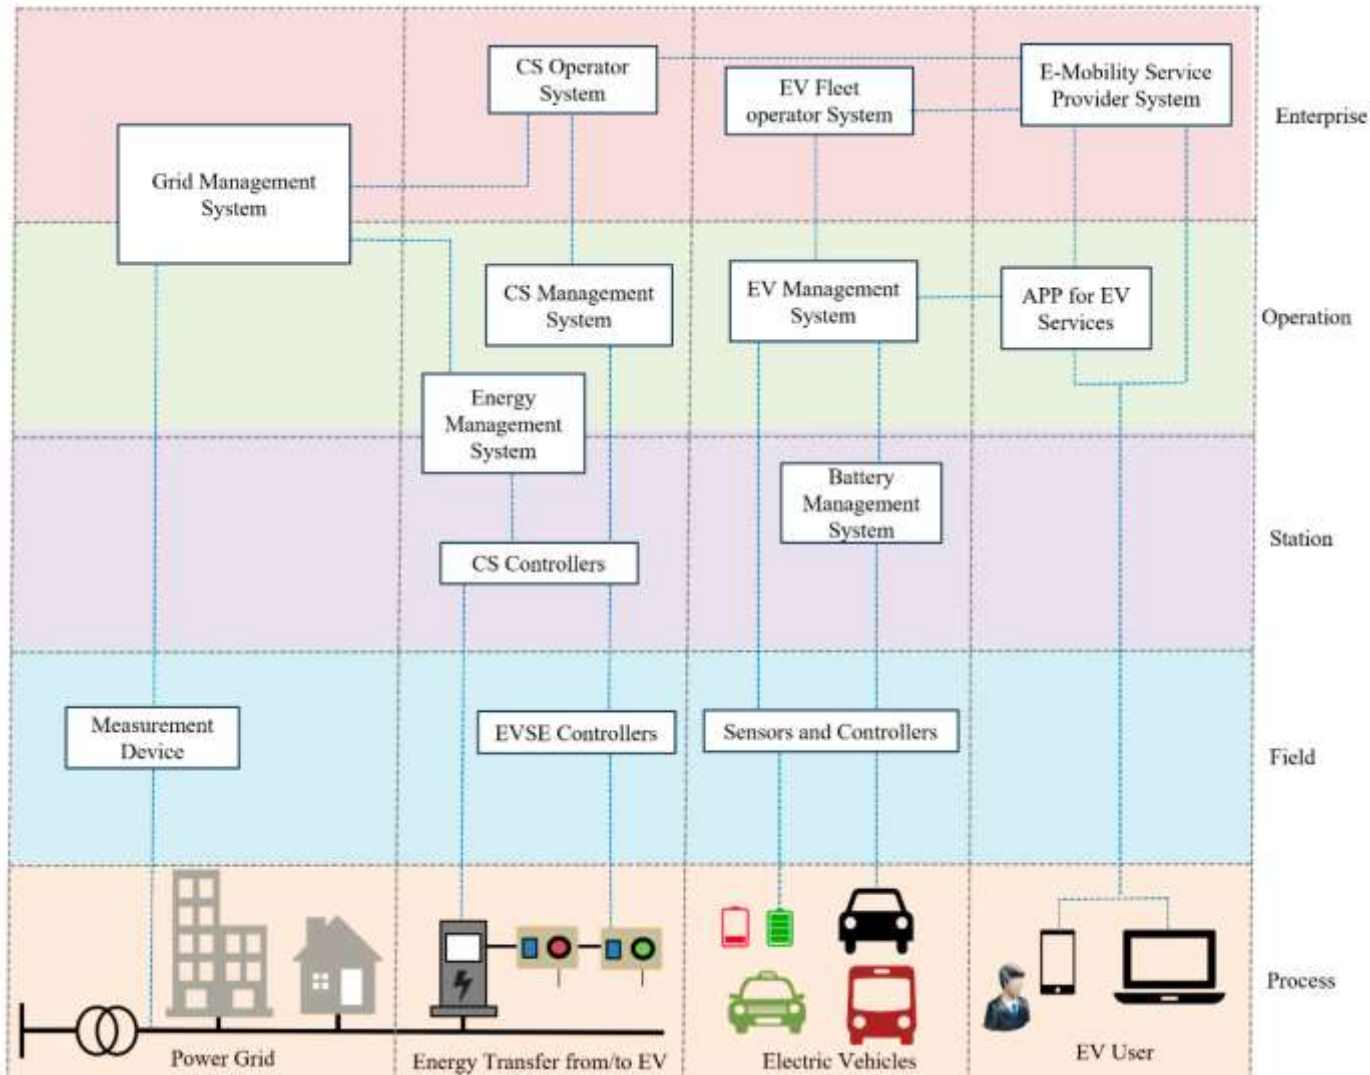 CS Operator
System
EV Fleet
operator System
E-Mobility Service
Provider System
Enterprise
Grid Management
System
CS Management
System
EV Management
System
APP for EV
Services
Operation
Energy
Management
System
Battery
Management
System
Station
CS Controllers
Measurement
Device
EVSE Controllers
Sensors and Controllers
Field
Process
Power Grid
Energy Transfer from/to EV
Electric Vehicles
EV User